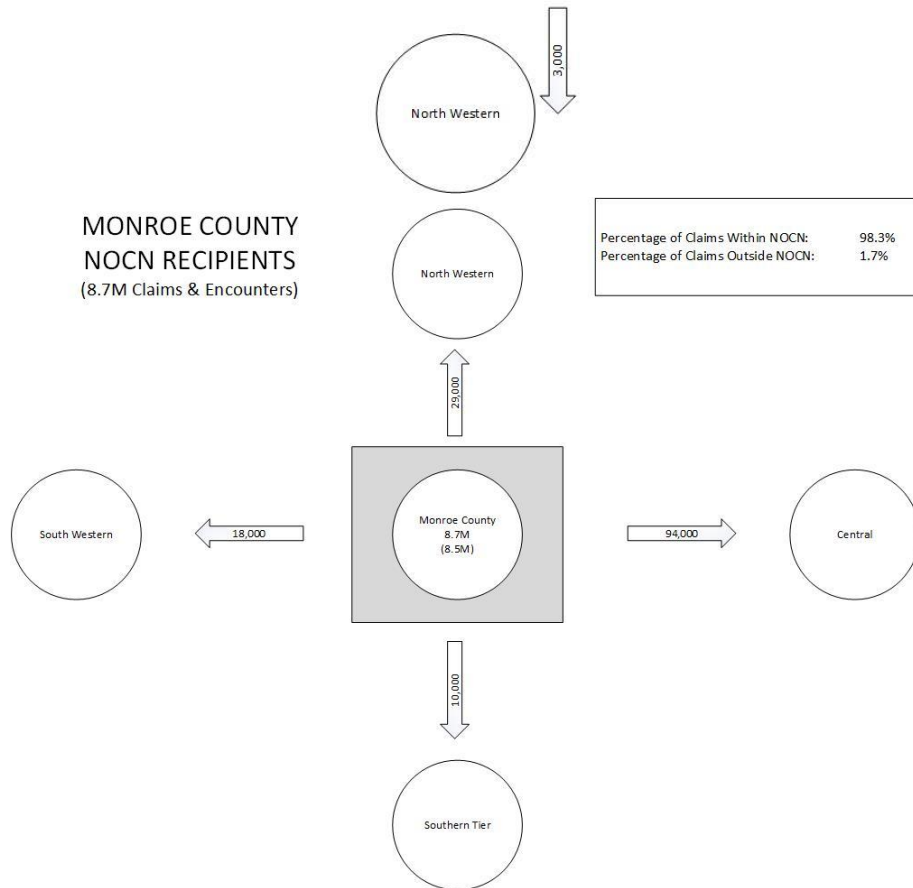 3,000
North Western
MONROE COUNTY
NOCN RECIPIENTS
(8.7M Claims & Encounters)
Percentage of Claims Within NOCN: 98.3%
Percentage of Claims Outside NOCN: 1.7%
North Western
29,000
South Western
18,000
Monroe County
8.7M
(8.5M)
94,000
Central
10,000
Southern Tier